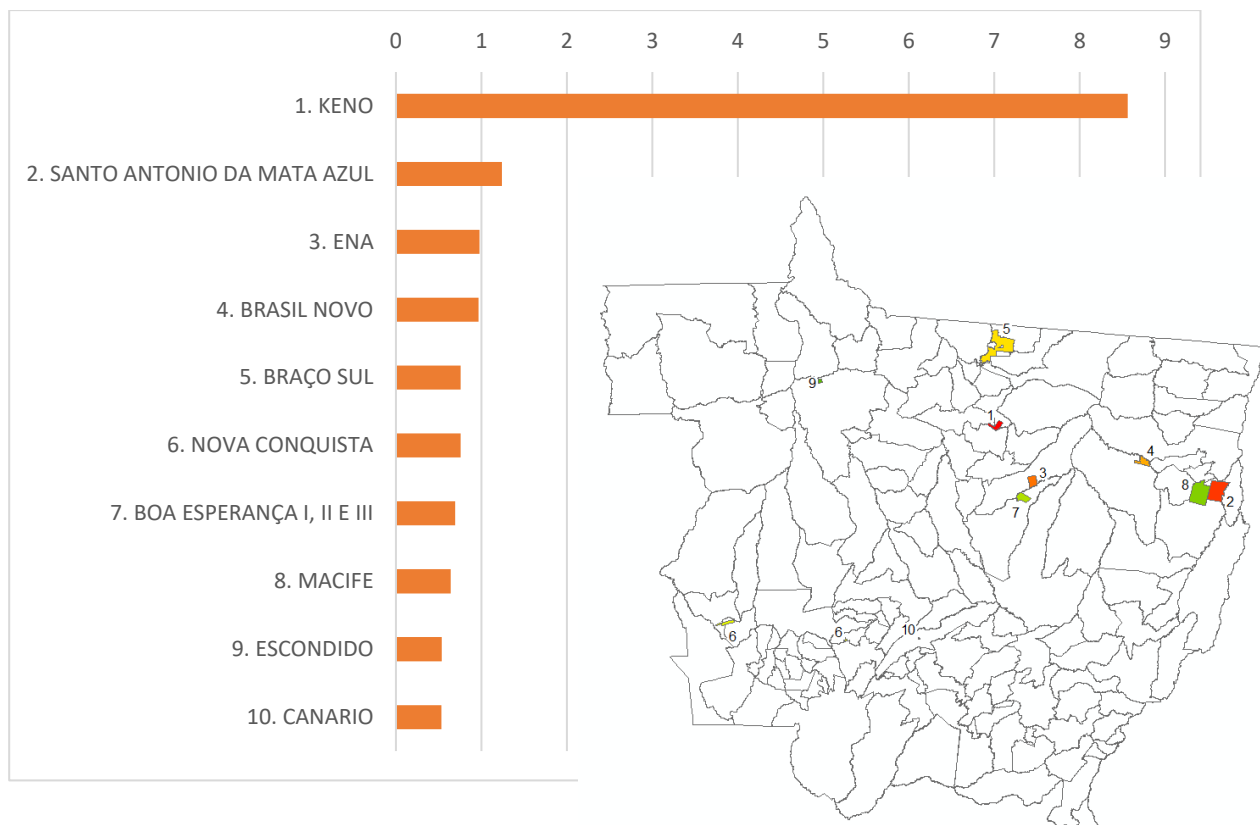 0 1 2 3 4 5 6 7 8 9
1. KENO
2. SANTO ANTONIO DA MATA AZUL
3. ENA
4. BRASIL NOVO
5. BRAÇO SUL
6. NOVA CONQUISTA
7. BOA ESPERANÇA I, II E III
8. MACIFE
9. ESCONDIDO
10. CANARIO
5
9
1
4
3
8
2
7
6
6
10